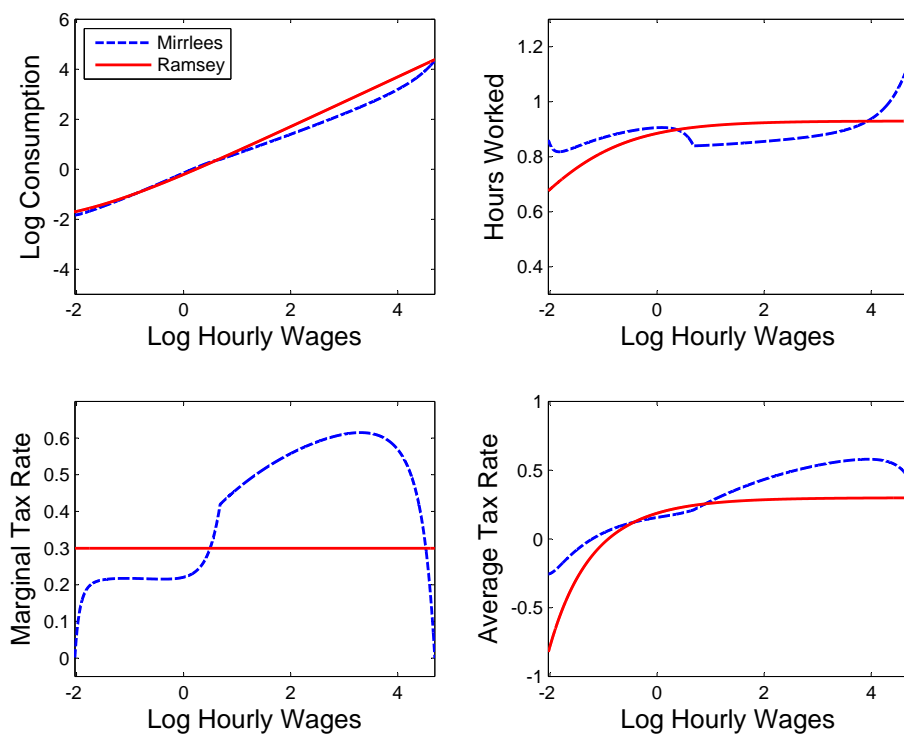 6
4
2
0
-2
-4
Log Consumption
Mirrlees
Ramsey
-2 0 2 4
Log Hourly Wages
1.2
1
0.8
0.6
0.4
Hours Worked
-2 0 2 4
Log Hourly Wages
0.6
0.5
0.4
0.3
0.2
0.1
0
Marginal Tax Rate
-2 0 2 4
Log Hourly Wages
1
0.5
0
-0.5
-1
Average Tax Rate
-2 0 2 4
Log Hourly Wages